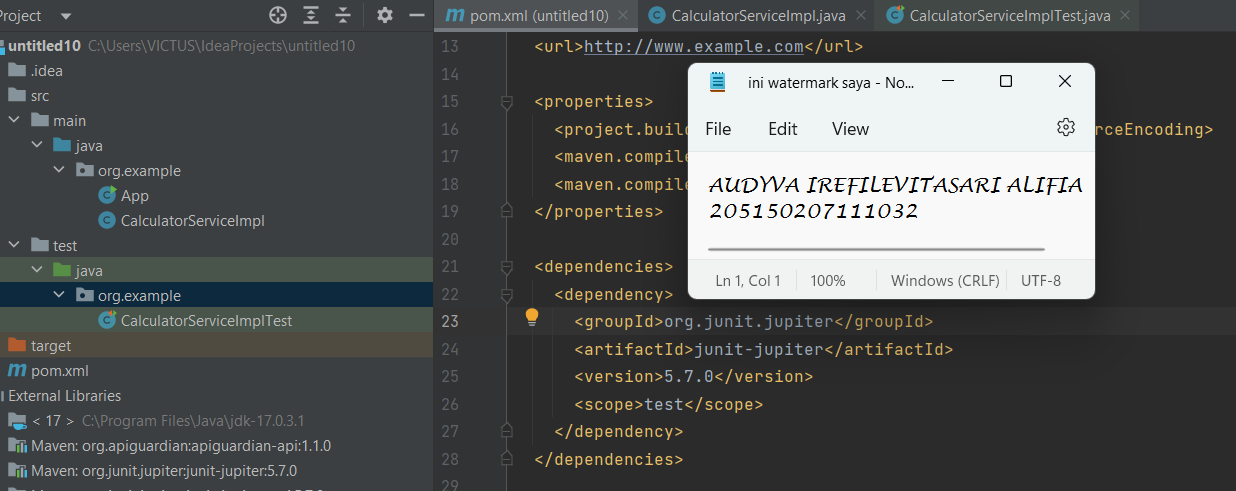 Project
untitled10 C:\Users\VICTUS\IdeaProjects\untitled10
.idea
src
main
java
org.example
App
CalculatorServiceImpl
test
java
org.example
CalculatorServiceImplTest
target
pom.xml
External Libraries
< 17 > C:\Program Files\Java\jdk-17.0.3.1
Maven: org.apiguardian:apiguardian-api:1.1.0
Maven: org.junit.jupiter:junit-jupiter:5.7.0
pom.xml (untitled10) CalculatorServiceImpl.java CalculatorServiceImplTest.java
13 <url>http://www.example.com</url>
14
15 <properties>
16 <project.buil rceEncoding>
17 <maven.compile
18 <maven.compile
19 </properties>
20
21 <dependencies>
22 <dependency>
23 <groupId>org.junit.jupiter</groupId>
24 <artifactId>junit-jupiter</artifactId>
25 <version>5.7.0</version>
26 <scope>test</scope>
27 </dependency>
28 </dependencies>
29
ini watermark saya - No...
File Edit View
AUDYVA IREFILEVITASARI ALIFIA
205150207111032
Ln 1, Col 1 100% Windows (CRLF) UTF-8